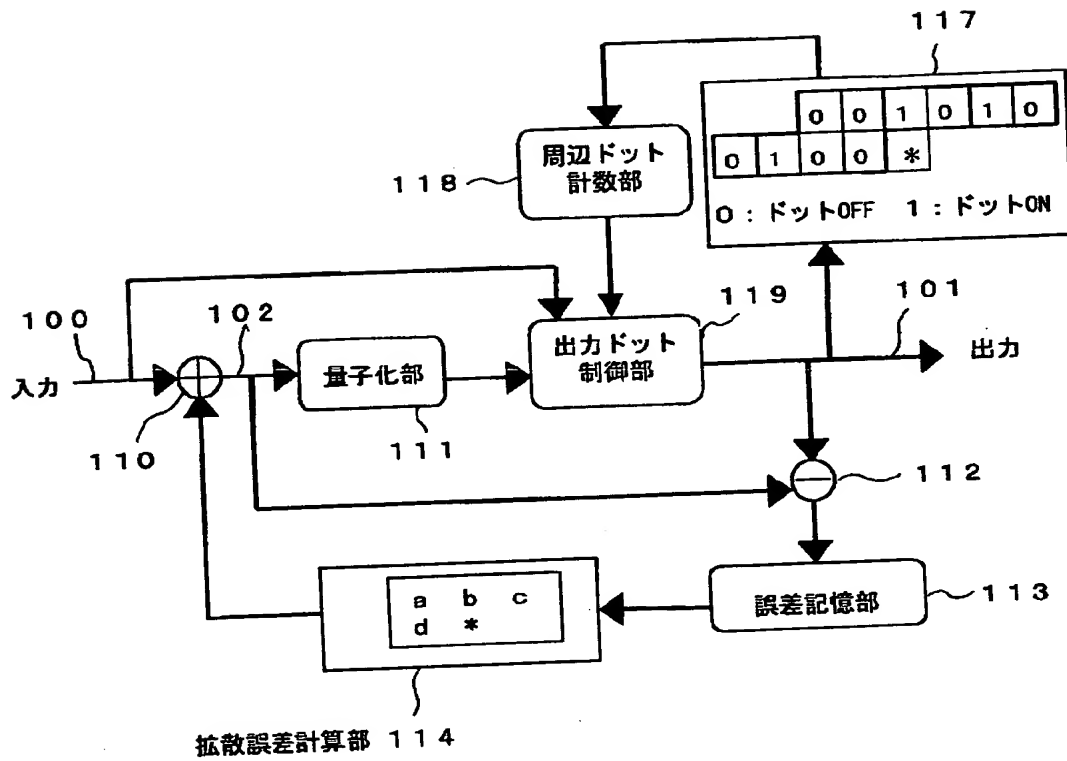 １１７
０ ０ １ ０ １ ０
０ １ ０ ０ *
０：ドットOFF １：ドットON
周辺ドット
計数部
１１８
１００
１０２
１１９
１０１
入力
量子化部
出力ドット
制御部
出力
１１０
１１１
１１２
a b c
d *
誤差記憶部
１１３
拡散誤差計算部 １１４